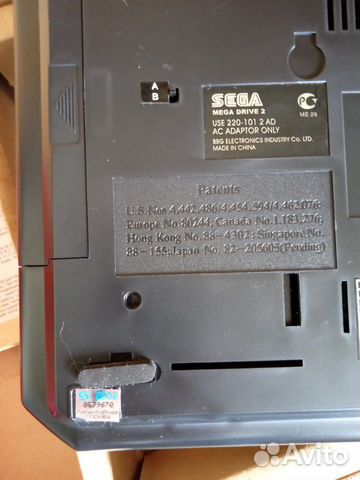 A
B
SEGA
MEGA DRIVE 2
USE 220-101 2 AD
AC ADAPTOR ONLY
BBG ELECTRONICS INDUSTRY Co. LTD.
MADE IN CHINA
ME 28
Patents
U.S.Nos.4,442,486/4,454,594/4,462,076;
Europe No.80244; Canada No.1,183,276;
Hong Kong No.88-4302; Singapore No.
88-155;Japan No. 82-205605(Pending)
0579670
Avito